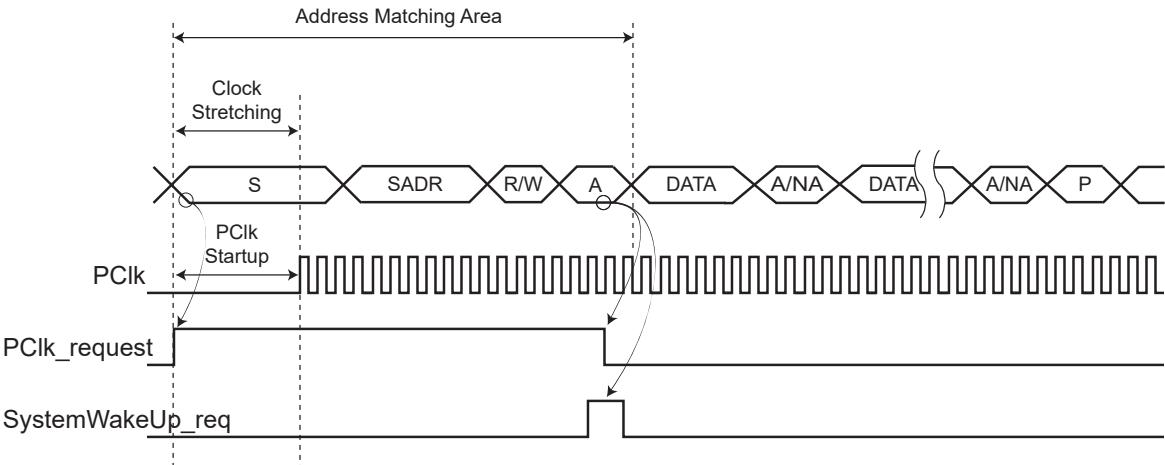 Address Matching Area
Clock
Stretching
S
SADR
R/W
A
DATA
A/NA
DATA
A/NA
P
PClk
Startup
PClk
PClk_request
SystemWakeUp_req